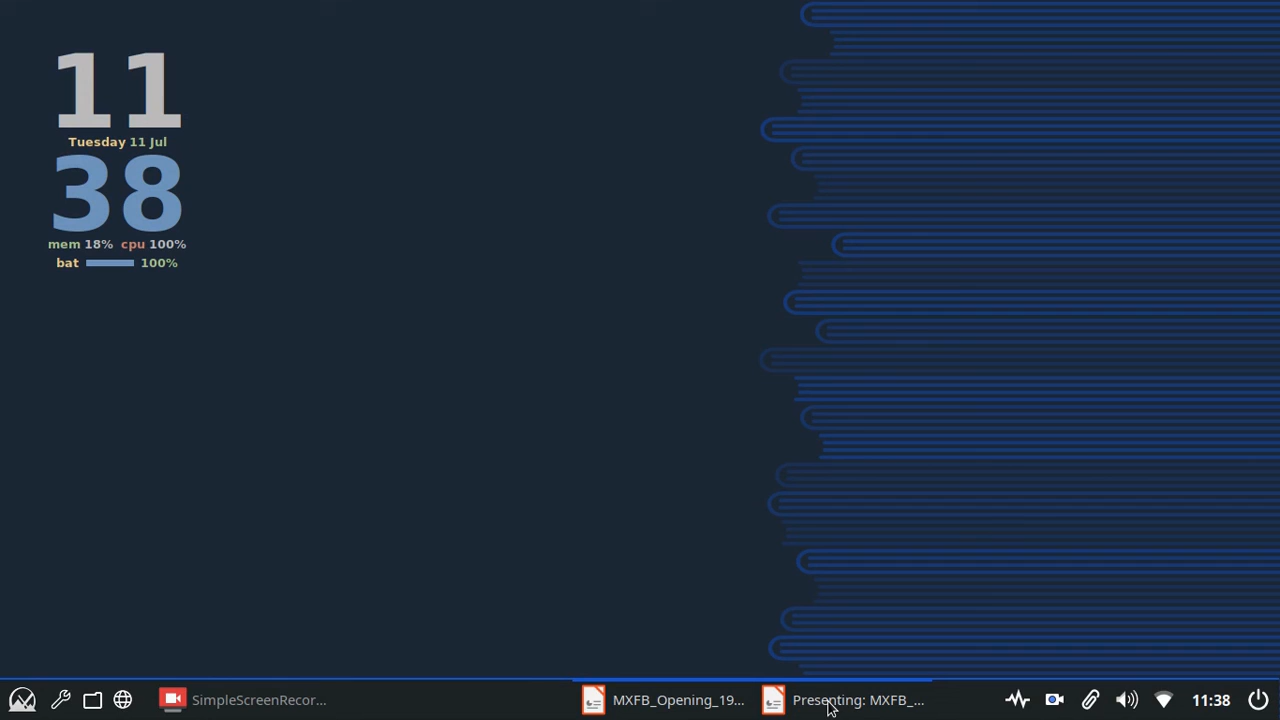 11
Tuesday 11 Jul
38
mem 18% cpu 100%
bat 100%
SimpleScreenRecor...
MXFB_Opening_19...
Presenting: MXFB_...
11:38